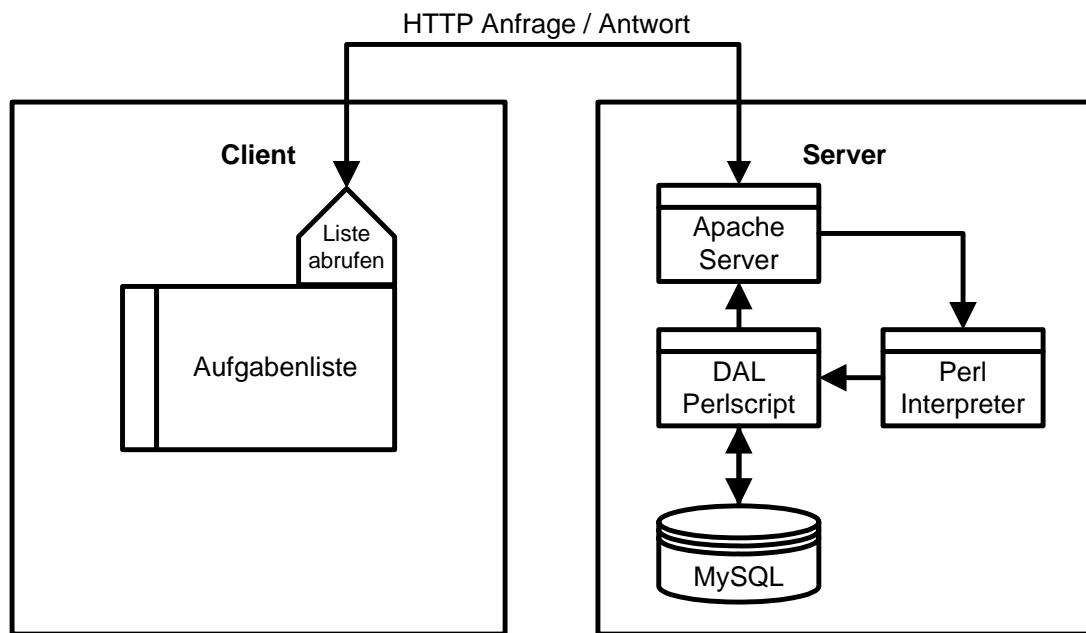 HTTP Anfrage / Antwort
Client
Liste
abrufen
Aufgabenliste
Server
Apache
Server
DAL
Perlscript
Perl
Interpreter
MySQL